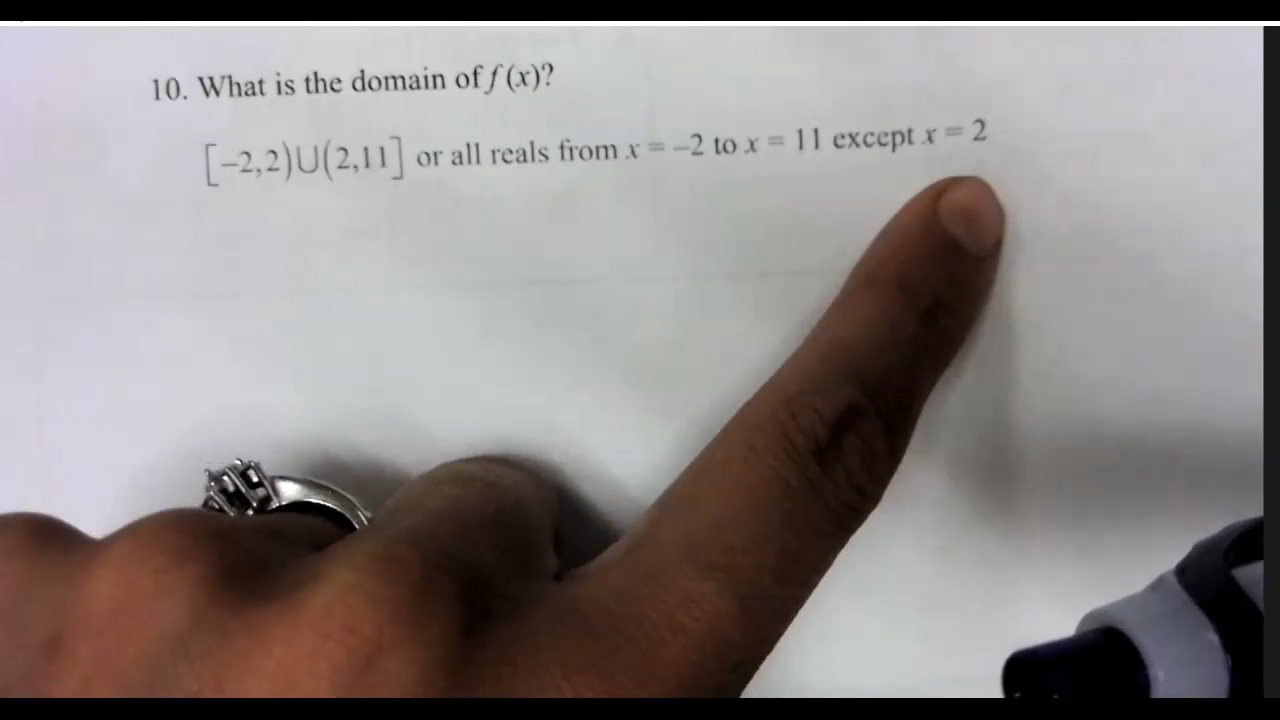 10. What is the domain of f (x)?
[−2,2)∪(2,11] or all reals from x = −2 to x = 11 except x = 2